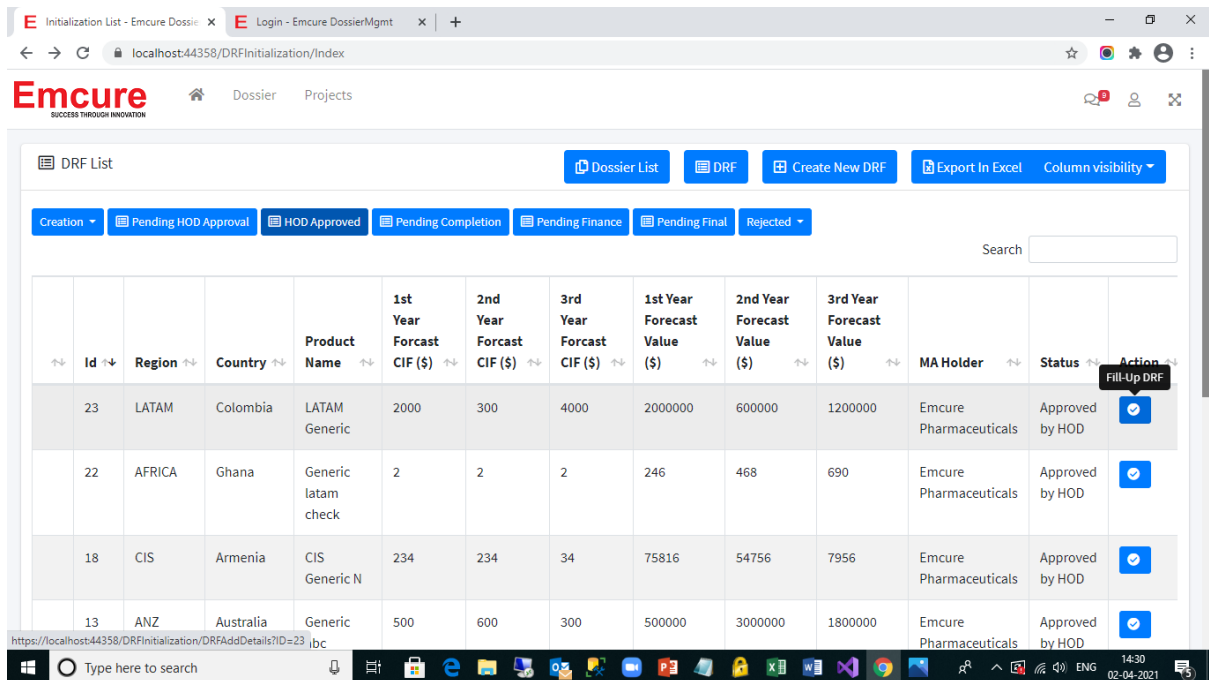 Initialization List - Emcure Dossie
Login - Emcure DossierMgmt
localhost:44358/DRFInitialization/Index
Emcure
SUCCESS THROUGH INNOVATION
Dossier Projects
9
DRF List
Dossier List DRF Create New DRF Export In Excel Column visibility
Creation Pending HOD Approval HOD Approved Pending Completion Pending Finance Pending Final Rejected
Search
Id Region Country Product Name 1st Year Forcast CIF ($) 2nd Year Forcast CIF ($) 3rd Year Forcast CIF ($) 1st Year Forecast Value ($) 2nd Year Forecast Value ($) 3rd Year Forecast Value ($) MA Holder Status Action
Fill-Up DRF
23 LATAM Colombia LATAM Generic 2000 300 4000 2000000 600000 1200000 Emcure Pharmaceuticals Approved by HOD
22 AFRICA Ghana Generic latam check 2 2 2 246 468 690 Emcure Pharmaceuticals Approved by HOD
18 CIS Armenia CIS Generic N 234 234 34 75816 54756 7956 Emcure Pharmaceuticals Approved by HOD
13 ANZ Australia Generic 500 600 300 500000 3000000 1800000 Emcure Pharmaceuticals Approved by HOD
https://localhost:44358/DRFInitialization/DRFAddDetails?ID=23
Type here to search
ENG
14:30
02-04-2021
5